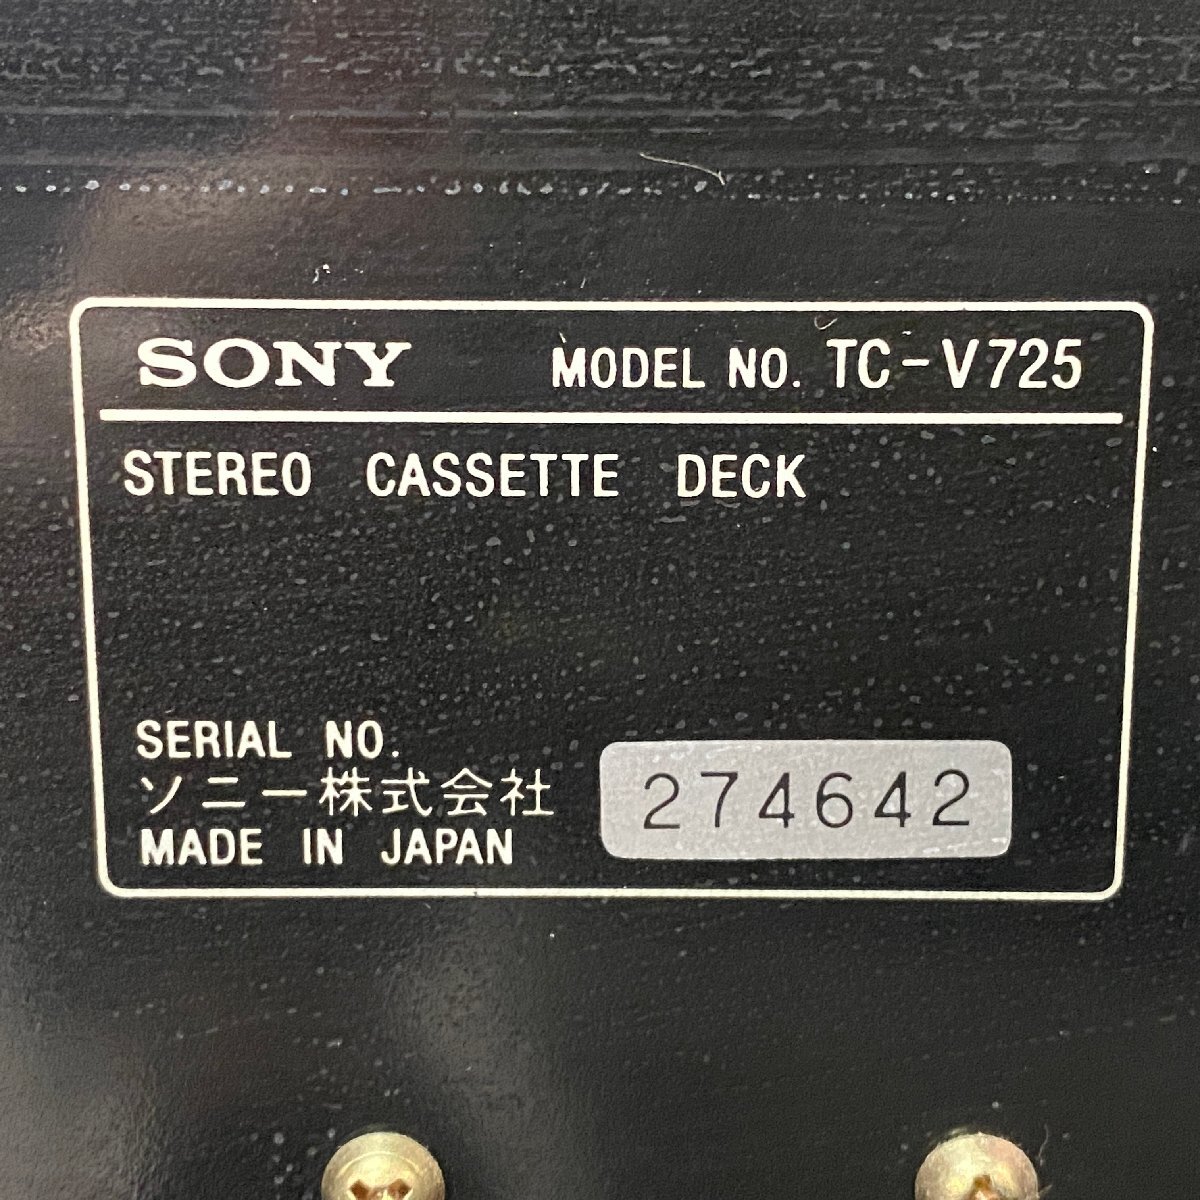 SONY MODEL NO. TC-V725
STEREO CASSETTE DECK
SERIAL NO.
ソニー株式会社 274642
MADE IN JAPAN